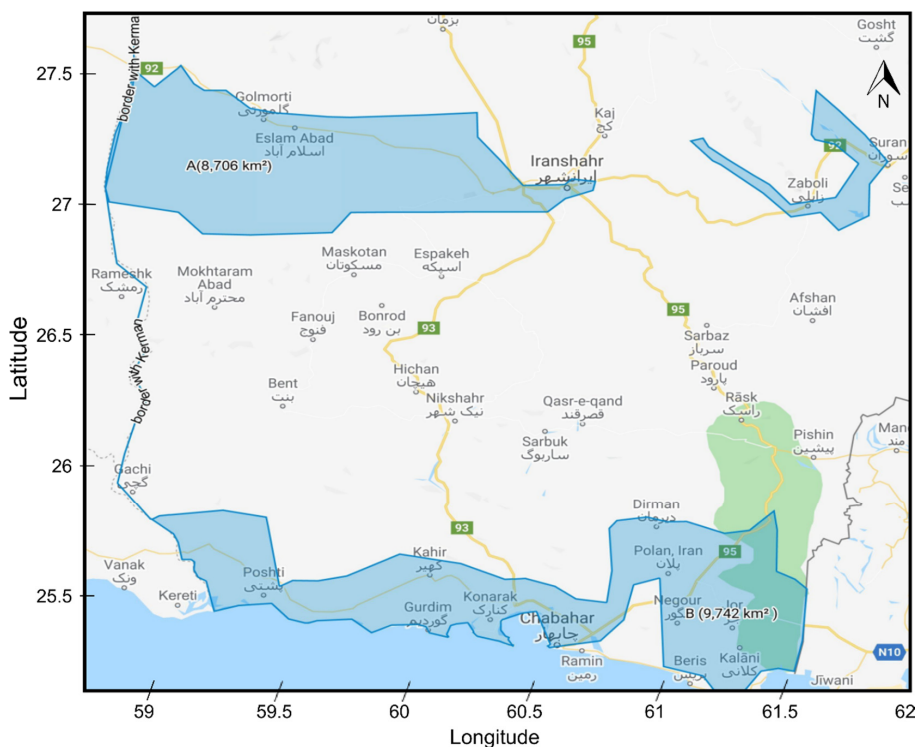 بزمان
Gosht
گشت
95
92
27.5
border with Kerma
N
Golmorti
گلمورتی
Kaj
کج
Eslam Abad
اسلام آباد
92
Suran
سوران
A(8,706 km²)
Iranshahr
ایرانشهر
Zaboli
زابلی
27
Maskotan
مسکوتان
Espakeh
اسپکه
Rameshk
رمشک
Mokhtaram
Abad
محترم آباد
Afshan
افشان
95
Bonrod
بن رود
Fanouj
فنوج
26.5
93
Sarbaz
سرباز
border with Kerman
Latitude
Hichan
هیچان
Paroud
پارود
Bent
بنت
Nikshahr
نیک شهر
Qasr-e-qand
قصرقند
Rāsk
راسک
Sarbuk
ساربوگ
Pishin
پیشین
26
Gachi
گچی
Dirman
دیرمان
93
95
Kahir
کهیر
Polan, Iran
پلان
Vanak
ونک
Poshti
پشتی
25.5
Kereti
Konarak
کنارک
Negour
گور
Gurdim
گوردیم
B (9,742 km² )
Chabahar
چابهار
Ramin
رمین
Beris
بریس
Kalāni
کلانی
N10
Jiwani
59
59.5
60
60.5
61
61.5
62
Longitude